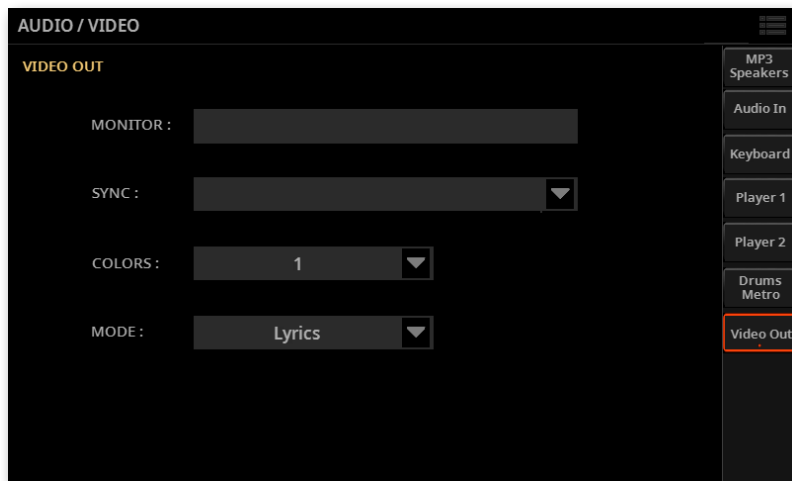 AUDIO / VIDEO
VIDEO OUT
MONITOR :
SYNC :
COLORS :
1
MODE :
Lyrics
MP3
Speakers
Audio In
Keyboard
Player 1
Player 2
Drums
Metro
Video Out